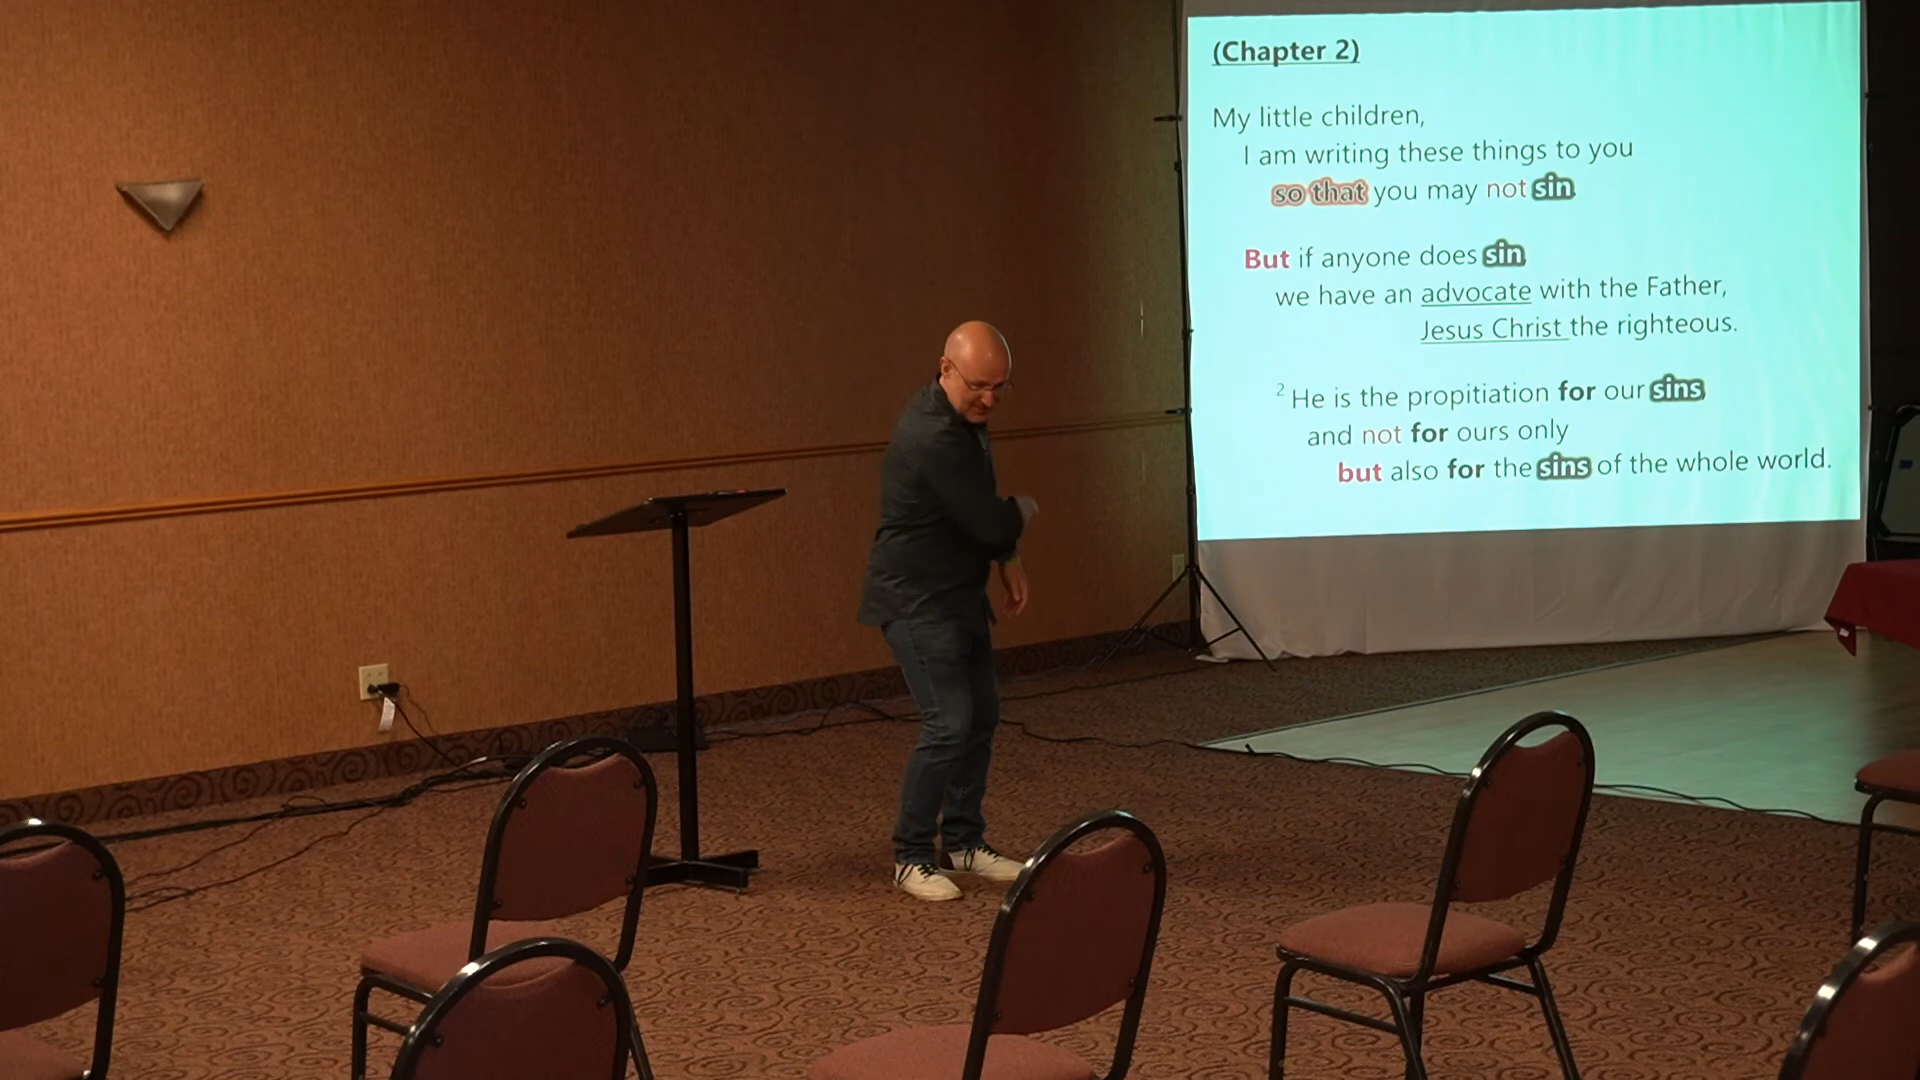 (Chapter 2)
My little children,
I am writing these things to you
so that you may not sin
But if anyone does sin
we have an advocate with the Father,
Jesus Christ the righteous.
2 He is the propitiation for our sins
and not for ours only
but also for the sins of the whole world.